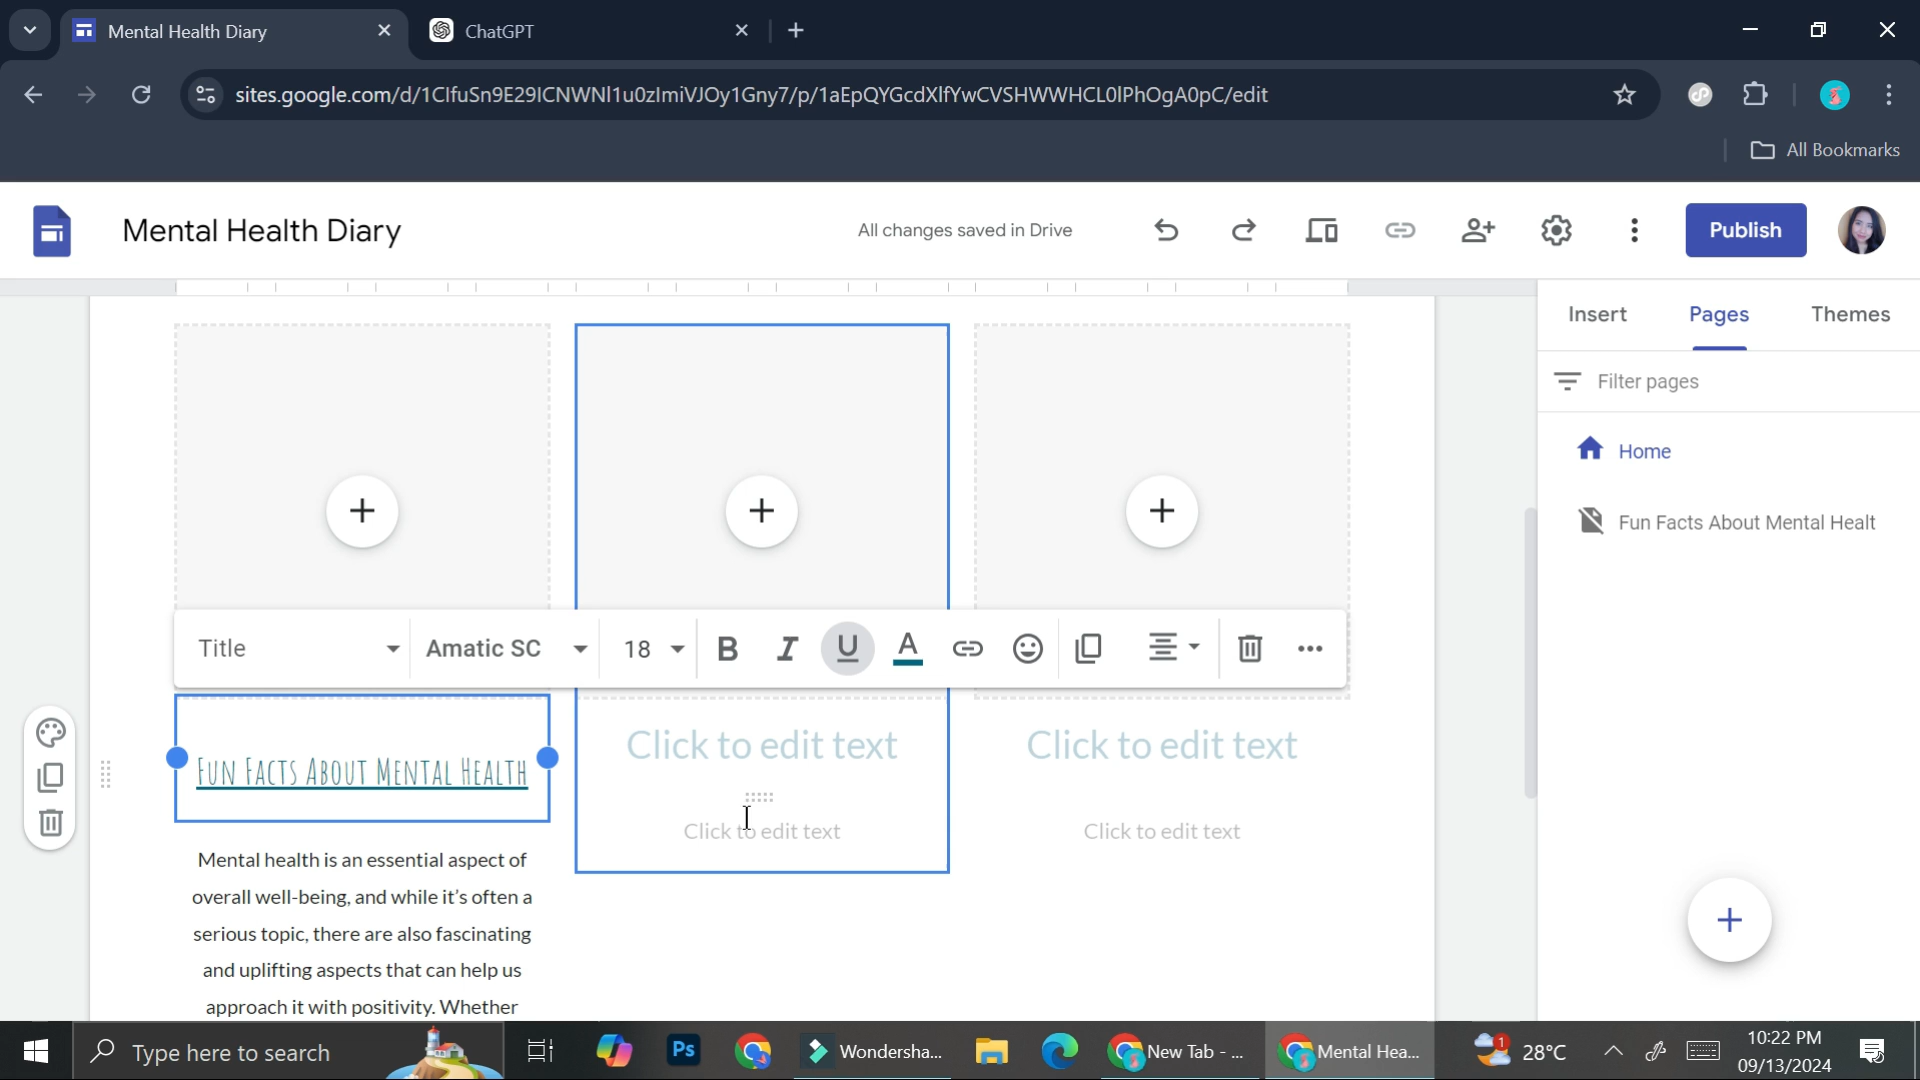 Mental Health Diary
ChatGPT
sites.google.com/d/1ClfuSn9E29ICNWNl1u0zlmiVJOy1Gny7/p/1aEpQYGcdXlfYwCVSHWWHCL0lPhOgA0pC/edit
All Bookmarks
Mental Health Diary
All changes saved in Drive
Publish
Insert
Pages
Themes
Filter pages
Home
Fun Facts About Mental Healt
Title
Amatic SC
18
B
I
U
A
Fun Facts About Mental Health
Click to edit text
Click to edit text
Click to edit text
Click to edit text
Mental health is an essential aspect of
overall well-being, and while it's often a
serious topic, there are also fascinating
and uplifting aspects that can help us
approach it with positivity. Whether
Type here to search
Ps
Wondersha...
New Tab - ...
Mental Hea...
1
28°C
10:22 PM
09/13/2024